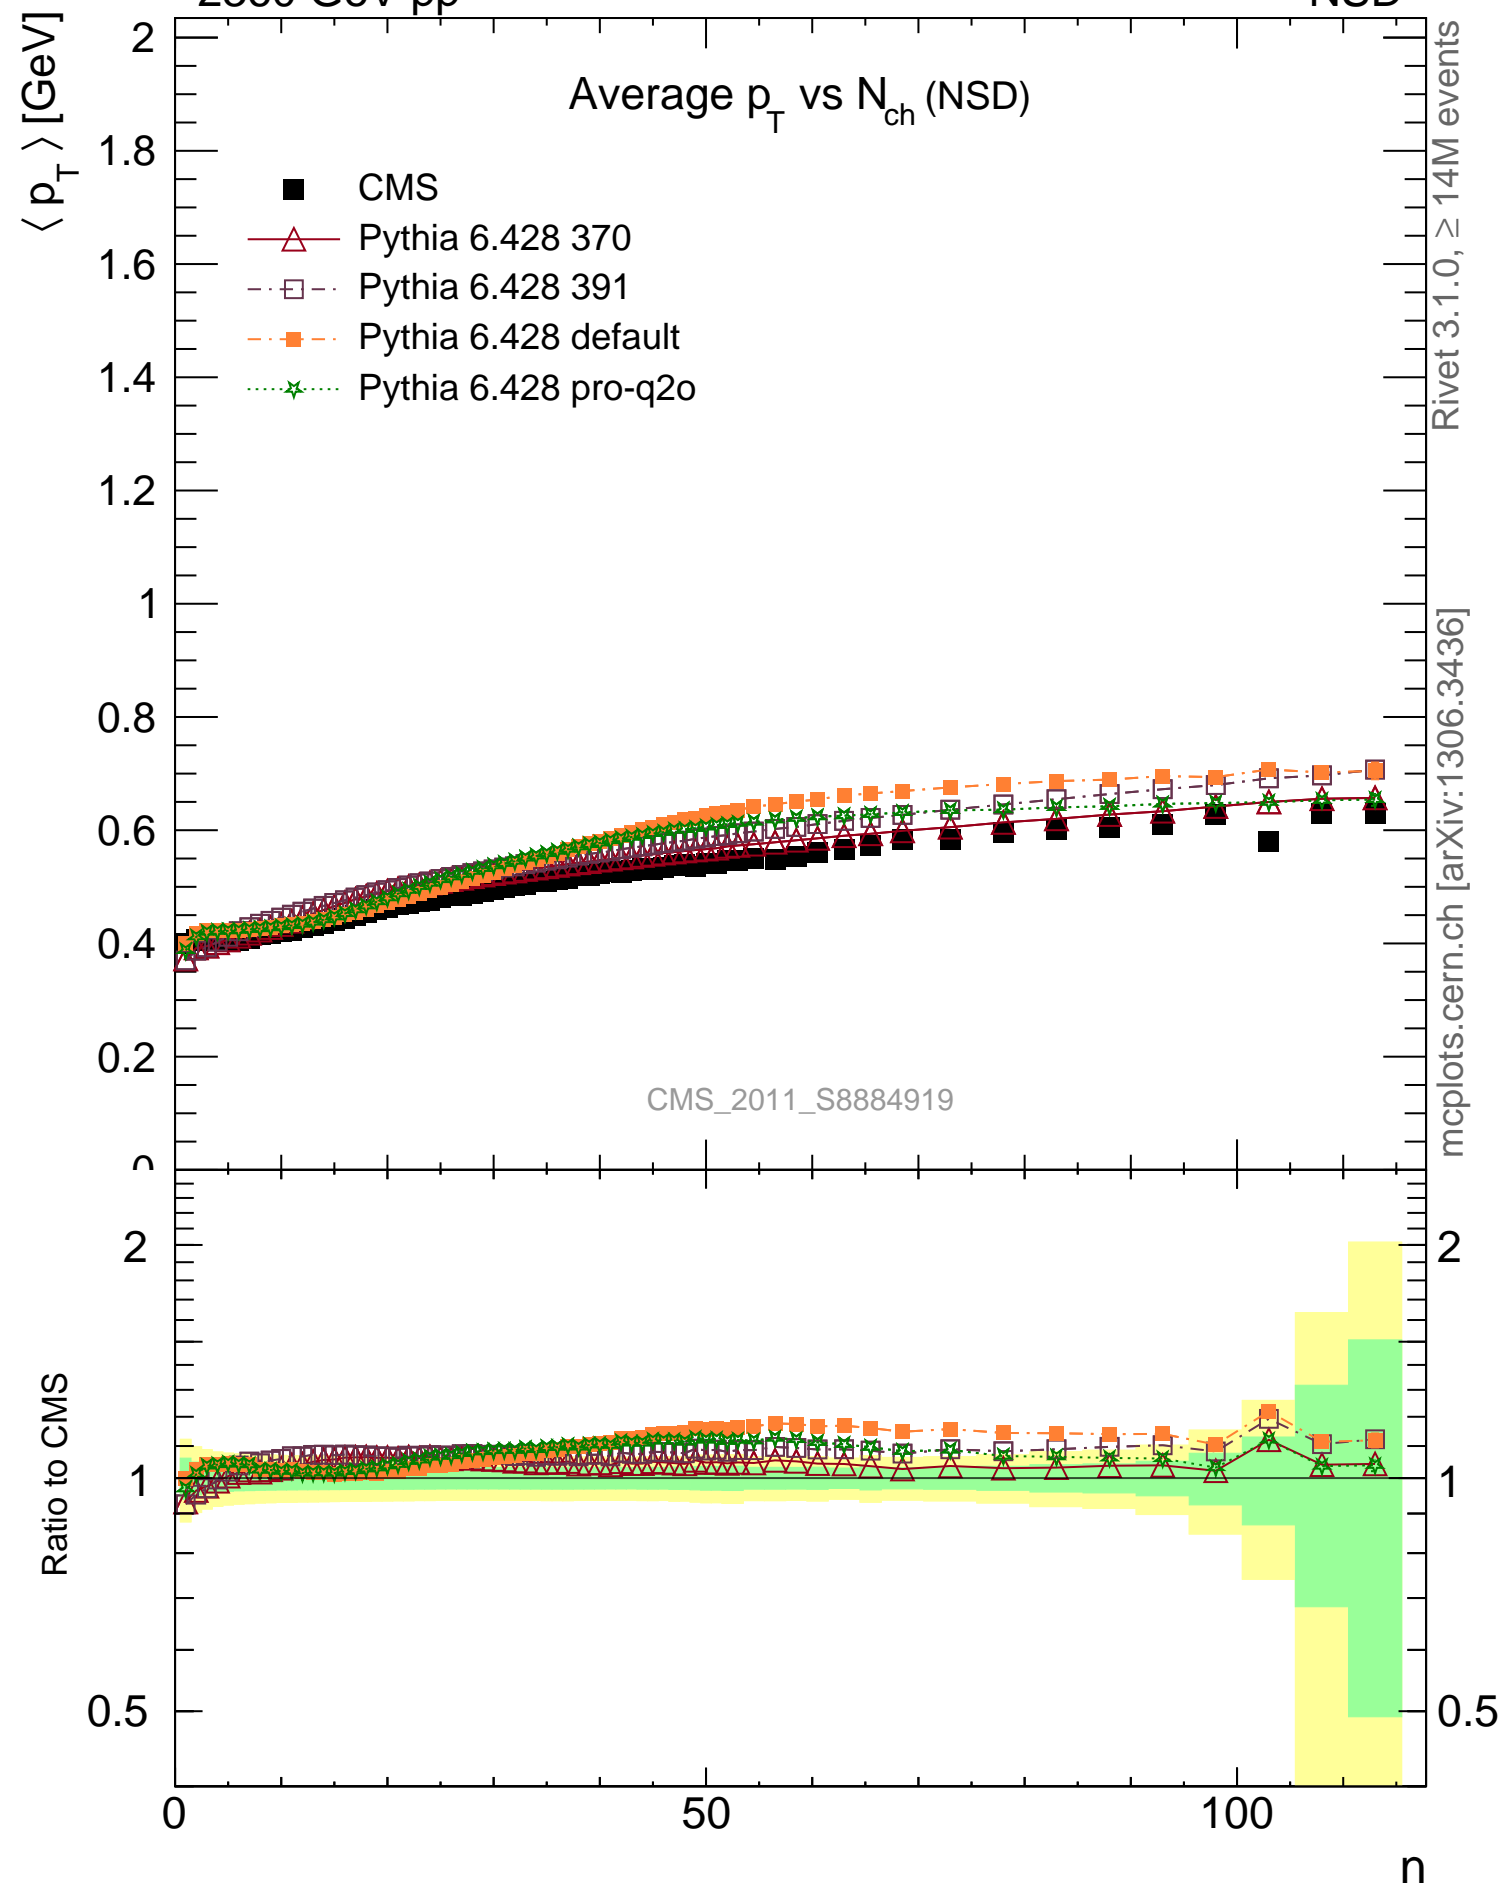 NSD
⟨ p_T ⟩ [GeV]
Average p_T vs N_ch (NSD)
CMS
Pythia 6.428 370
Pythia 6.428 391
Pythia 6.428 default
Pythia 6.428 pro-q2o
2
1.8
1.6
1.4
1.2
1
0.8
0.6
0.4
0.2
0
CMS_2011_S8884919
Rivet 3.1.0, ≥ 14M events
mcplots.cern.ch [arXiv:1306.3436]
Ratio to CMS
2
1
0.5
2
1
0.5
0
50
100
n